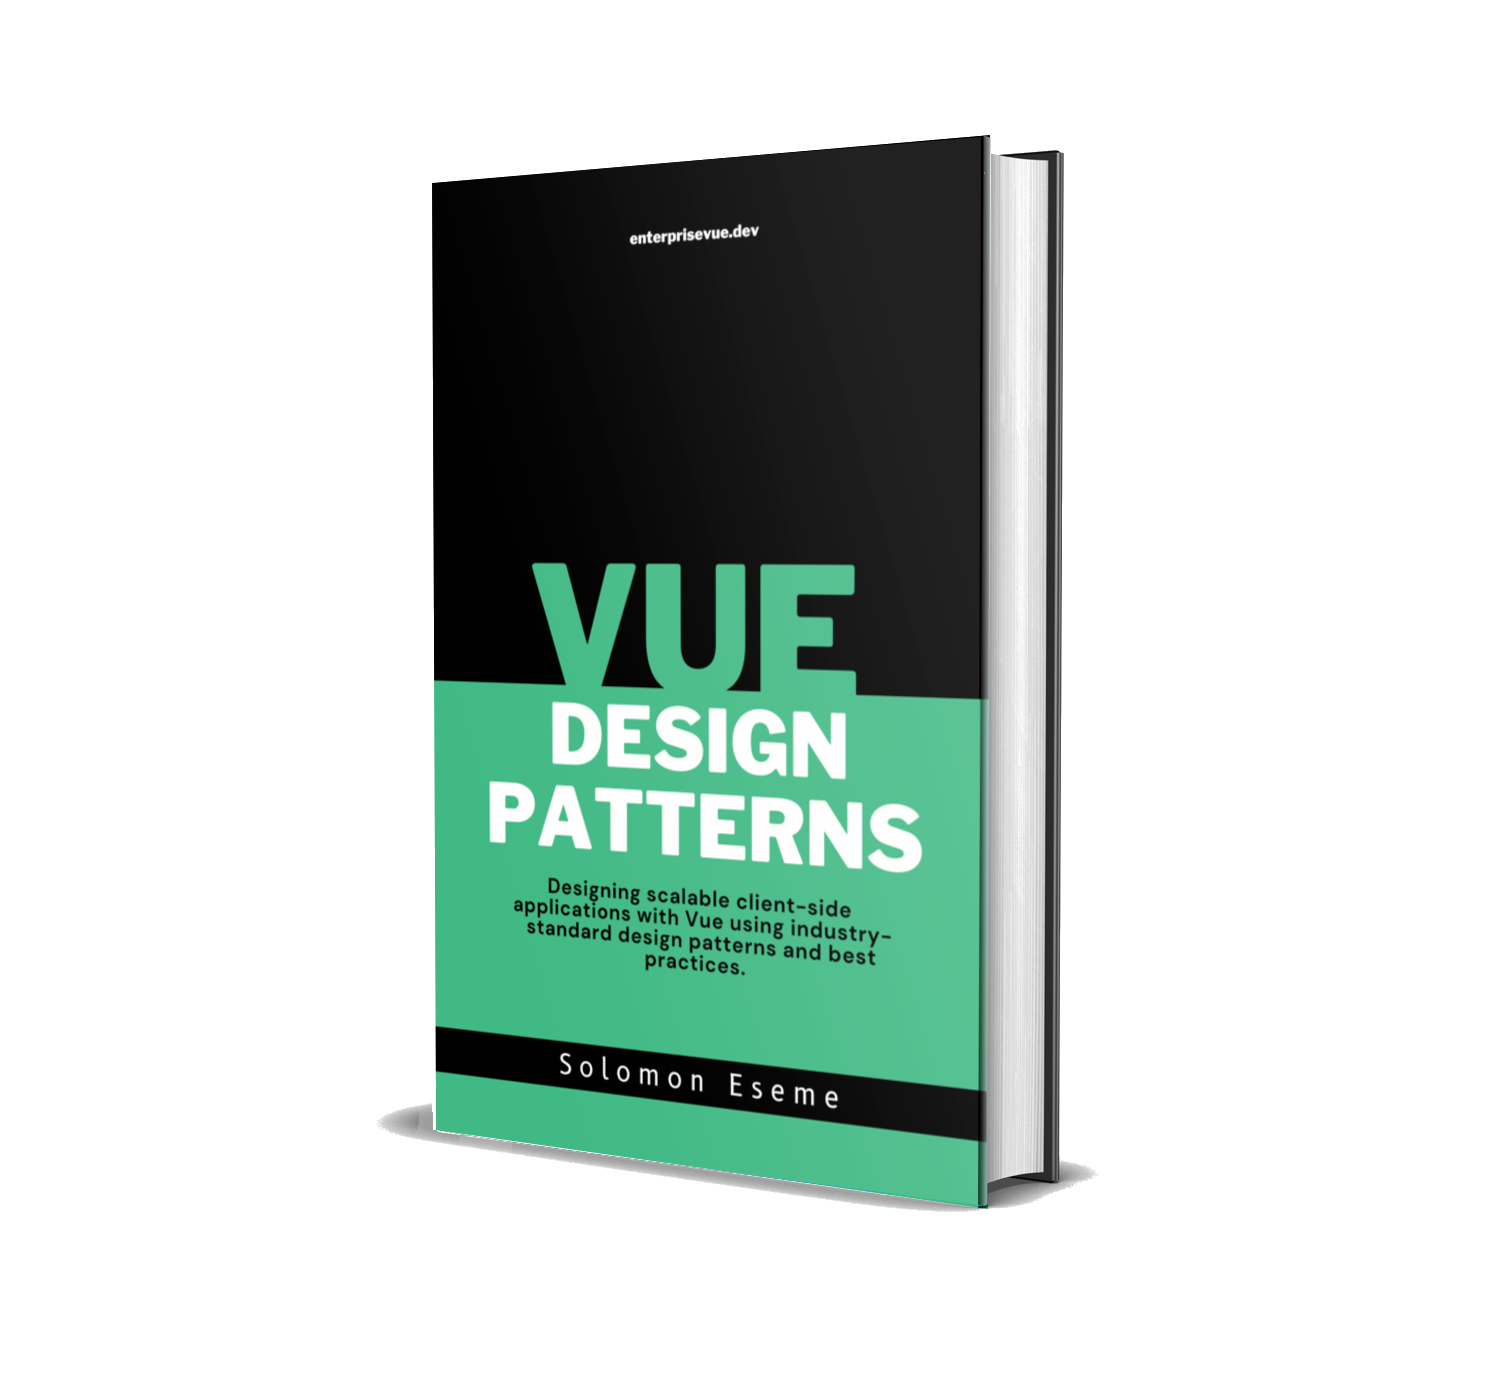 enterprisevue.dev
VUE
DESIGN
PATTERNS
Designing scalable client-side
applications with Vue using industry-
standard design patterns and best
practices.
Solomon Eseme